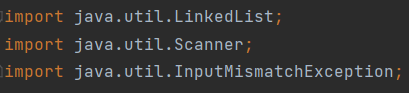 import java.util.LinkedList;
import java.util.Scanner;
import java.util.InputMismatchException;